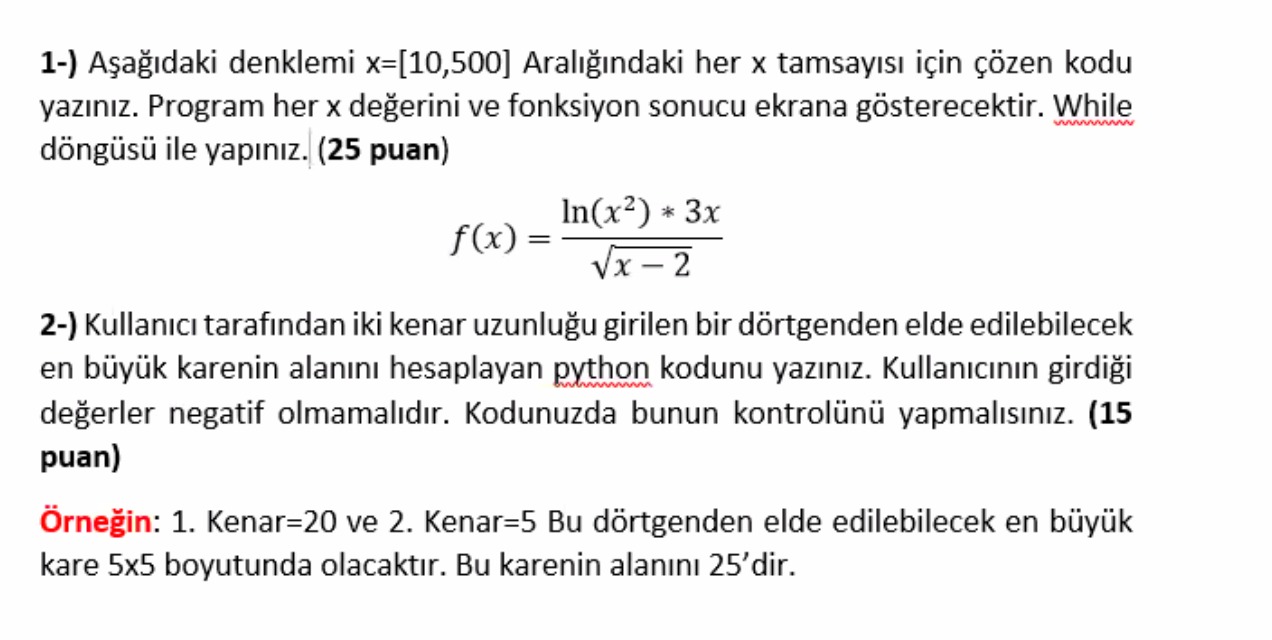 1-) Aşağıdaki denklemi x=[10,500] Aralığındaki her x tamsayısı için çözen kodu
yazınız. Program her x değerini ve fonksiyon sonucu ekrana gösterecektir. While
döngüsü ile yapınız. (25 puan)
f(x) = ln(x²) * 3x / √x − 2
2-) Kullanıcı tarafından iki kenar uzunluğu girilen bir dörtgenden elde edilebilecek
en büyük karenin alanını hesaplayan python kodunu yazınız. Kullanıcının girdiği
değerler negatif olmamalıdır. Kodunuzda bunun kontrolünü yapmalısınız. (15
puan)
Örneğin: 1. Kenar=20 ve 2. Kenar=5 Bu dörtgenden elde edilebilecek en büyük
kare 5x5 boyutunda olacaktır. Bu karenin alanını 25’dir.